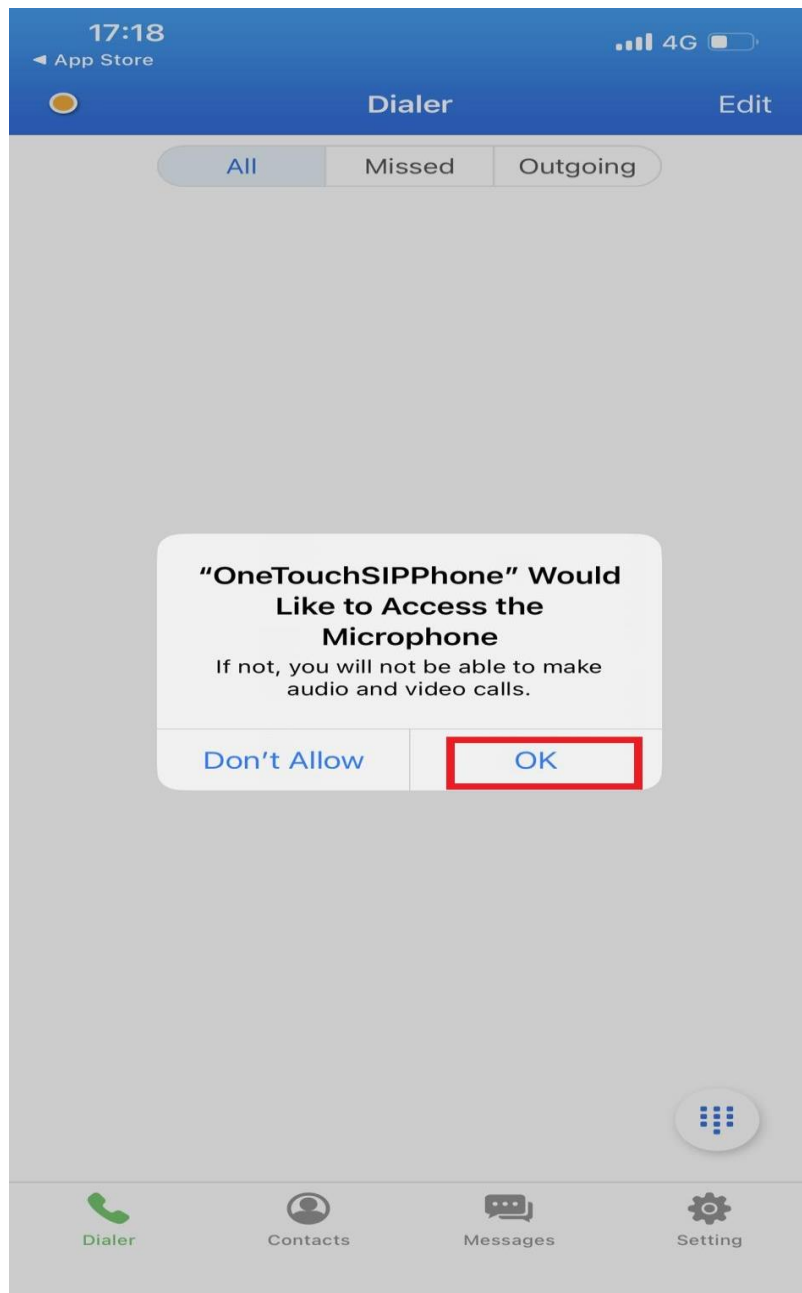 17:18
◀ App Store
4G
Dialer
Edit
All
Missed
Outgoing
“OneTouchSIPPhone” Would
Like to Access the
Microphone
If not, you will not be able to make
audio and video calls.
Don’t Allow
OK
Dialer
Contacts
Messages
Setting